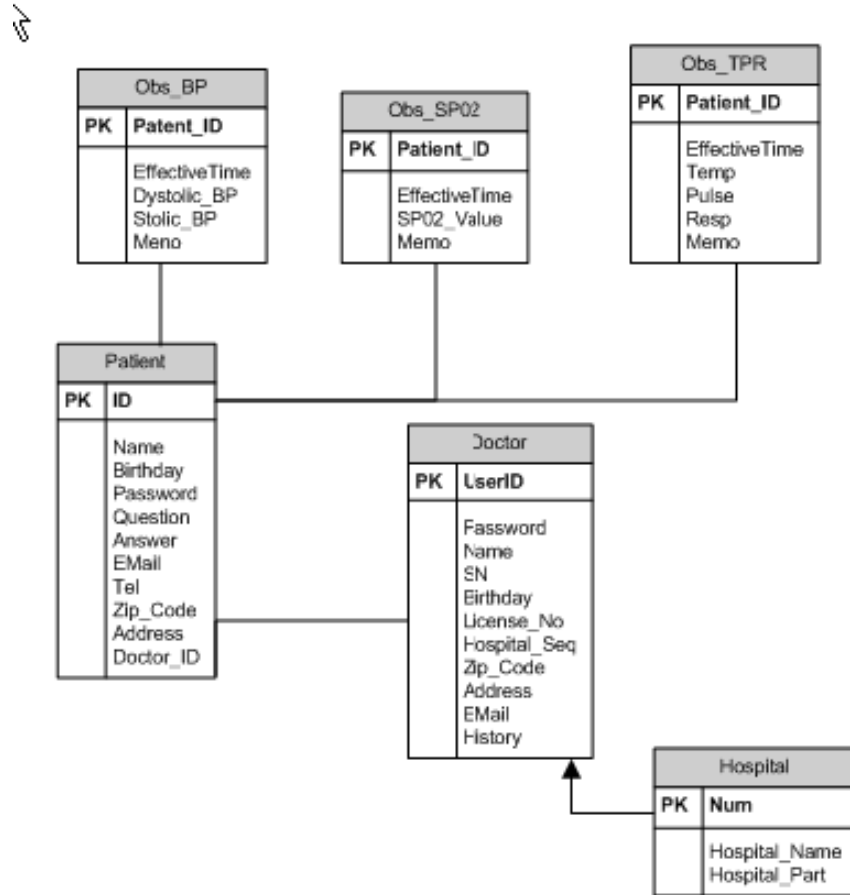 Obs_BP
PK Patent_ID
EffectiveTime
Dystolic_BP
Stolic_BP
Meno
Obs_SP02
PK Patient_ID
EffectiveTime
SP02_Value
Memo
Obs_TPR
PK Patient_ID
EffectiveTime
Temp
Pulse
Resp
Memo
Patient
PK ID
Name
Birthday
Password
Question
Answer
EMail
Tel
Zip_Code
Address
Doctor_ID
Doctor
PK UserID
Password
Name
SN
Birthday
License_No
Hospital_Seq
Zip_Code
Address
EMail
History
Hospital
PK Num
Hospital_Name
Hospital_Part